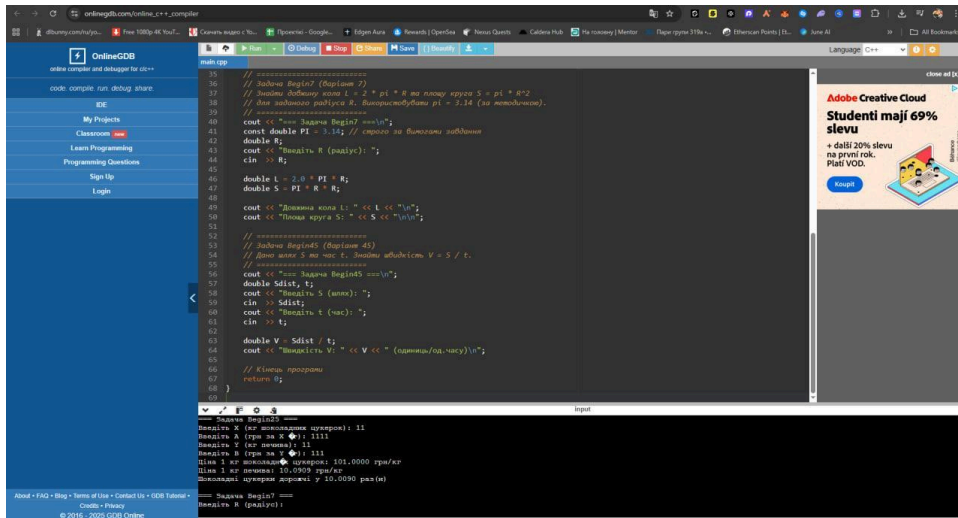 onlinegdb.com/online_c++_compiler
OnlineGDB
online compiler and debugger for c/c++
code. compile. run. debug. share.
IDE
My Projects
Classroom new
Learn Programming
Programming Questions
Sign Up
Login
About • FAQ • Blog • Terms of Use • Contact Us • GDB Tutorial •
Credits • Privacy
© 2016 - 2025 GDB Online
Run Debug Stop Share Save { } Beautify
Language C++
main.cpp
35 // =========================
36 // Задача Begin7 (варіант 7)
37 // Знайти довжину кола L = 2 * pi * R та площу круга S = pi * R^2
38 // для заданого радіуса R. Використовувати pi = 3.14 (за методичкою).
39 // =========================
40 cout << "=== Задача Begin7 ===\n";
41 const double PI = 3.14; // строго за вимогами завдання
42 double R;
43 cout << "Введіть R (радіус): ";
44 cin >> R;
45
46 double L = 2.0 * PI * R;
47 double S = PI * R * R;
48
49 cout << "Довжина кола L: " << L << "\n";
50 cout << "Площа круга S: " << S << "\n\n";
51
52 // =========================
53 // Задача Begin45 (варіант 45)
54 // Дано шлях S та час t. Знайти швидкість V = S / t.
55 // =========================
56 cout << "=== Задача Begin45 ===\n";
57 double Sdist, t;
58 cout << "Введіть S (шлях): ";
59 cin >> Sdist;
60 cout << "Введіть t (час): ";
61 cin >> t;
62
63 double V = Sdist / t;
64 cout << "Швидкість V: " << V << " (одиниць/од.часу)\n";
65
66 // Кінець програми
67 return 0;
68 }
69
input
=== Задача Begin25 ===
Введіть X (кг шоколадних цукерок): 11
Введіть A (грн за X �г): 1111
Введіть Y (кг печива): 11
Введіть B (грн за Y �г): 111
Ціна 1 кг шоколадн�х цукерок: 101.0000 грн/кг
Ціна 1 кг печива: 10.0909 грн/кг
Шоколадні цукерки дорожчі у 10.0090 раз(и)
=== Задача Begin7 ===
Введіть R (радіус):
close ad [x]
Adobe Creative Cloud
Studenti mají 69%
slevu
+ další 20% slevu
na první rok.
Platí VOD.
Koupit